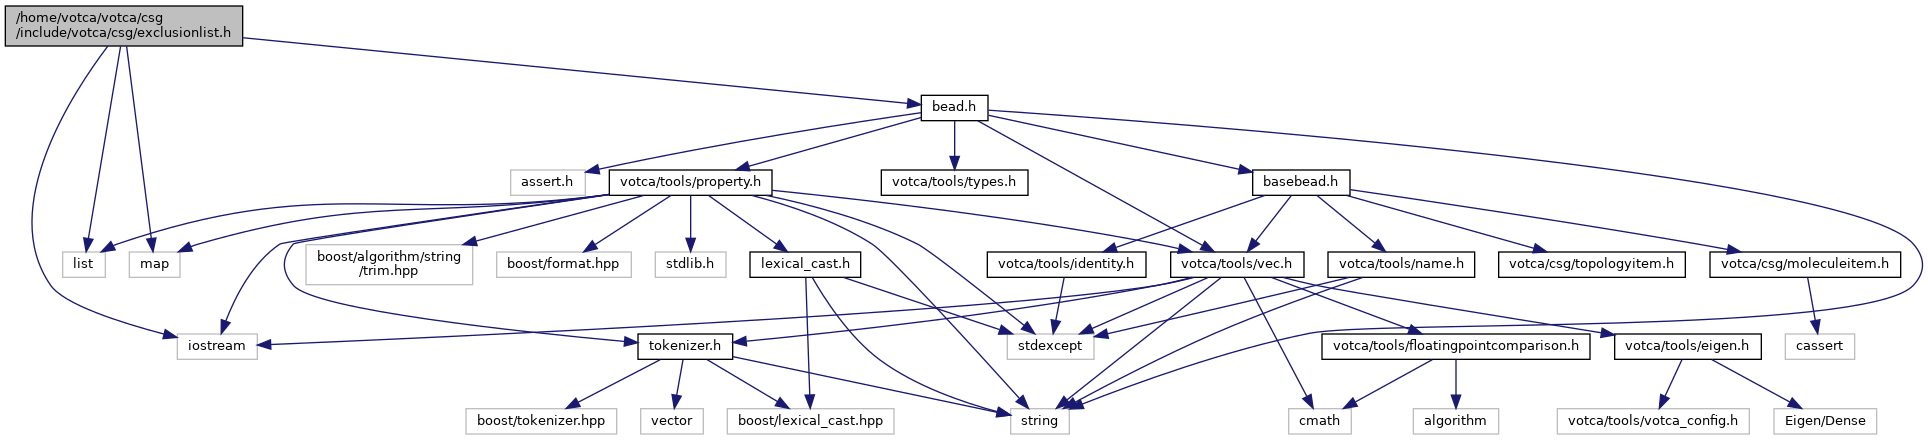 /home/votca/votca/csg
/include/votca/csg/exclusionlist.h
bead.h
assert.h
votca/tools/property.h
votca/tools/types.h
basebead.h
list
map
boost/algorithm/string
/trim.hpp
boost/format.hpp
stdlib.h
lexical_cast.h
votca/tools/identity.h
votca/tools/vec.h
votca/tools/name.h
votca/csg/topologyitem.h
votca/csg/moleculeitem.h
iostream
tokenizer.h
stdexcept
votca/tools/floatingpointcomparison.h
votca/tools/eigen.h
cassert
boost/tokenizer.hpp
vector
boost/lexical_cast.hpp
string
cmath
algorithm
votca/tools/votca_config.h
Eigen/Dense